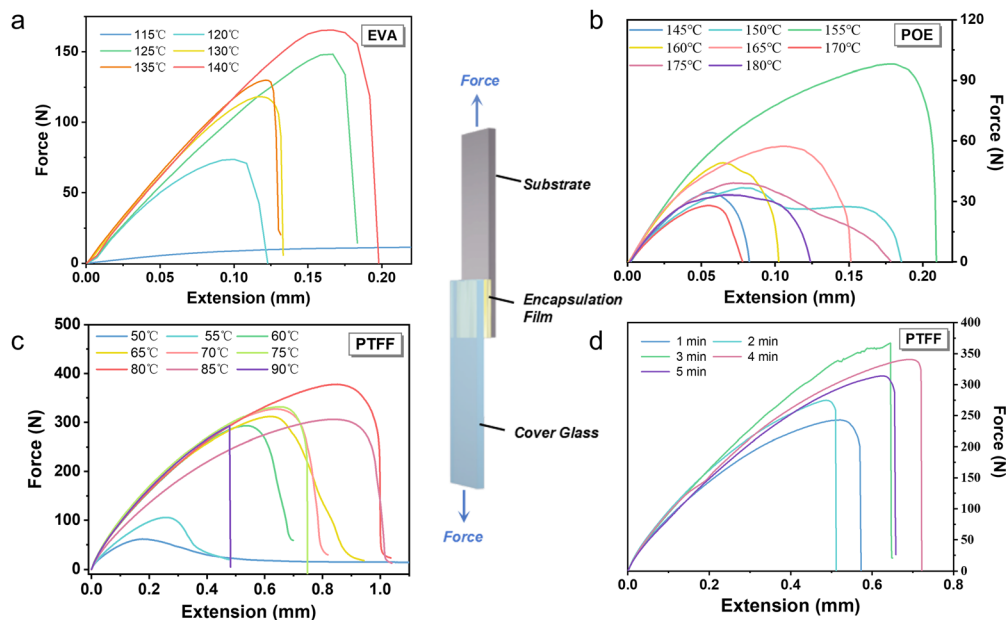 a
EVA
115℃ 120℃
125℃ 130℃
135℃ 140℃
Force (N)
150
100
50
0
0.00 0.05 0.10 0.15 0.20
Extension (mm)
b
POE
145℃ 150℃ 155℃
160℃ 165℃ 170℃
175℃ 180℃
Force (N)
120
90
60
30
0
0.00 0.05 0.10 0.15 0.20
Extension (mm)
Force
Substrate
Encapsulation
Film
Cover Glass
Force
c
PTFF
50℃ 55℃ 60℃
65℃ 70℃ 75℃
80℃ 85℃ 90℃
Force (N)
500
400
300
200
100
0
0.0 0.2 0.4 0.6 0.8 1.0
Extension (mm)
d
PTFF
1 min 2 min
3 min 4 min
5 min
Force (N)
400
350
300
250
200
150
100
50
0
0.0 0.2 0.4 0.6 0.8
Extension (mm)